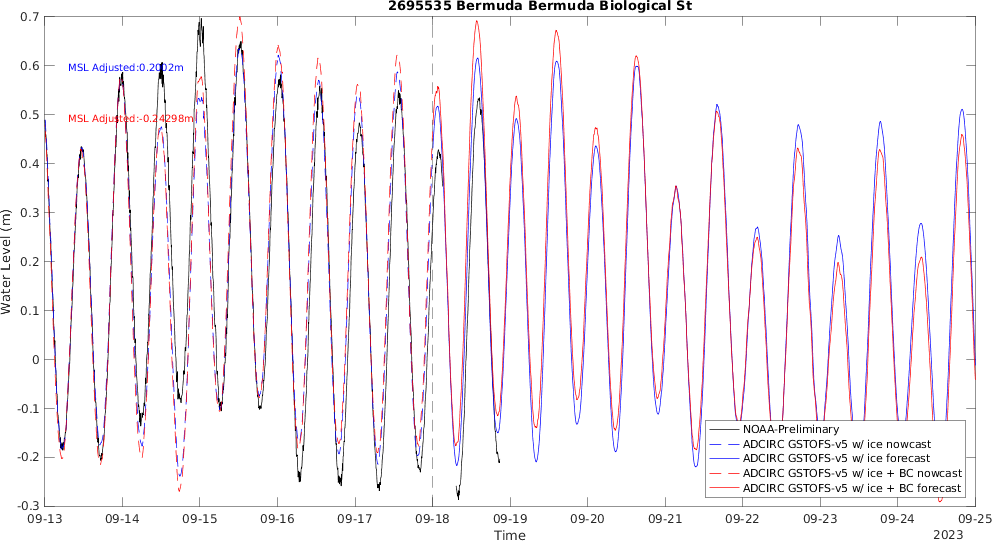 2695535 Bermuda Bermuda Biological St
0.7
0.6
0.5
0.4
0.3
0.2
0.1
0
-0.1
-0.2
-0.3
Water Level (m)
MSL Adjusted:0.2002m
MSL Adjusted:-0.24298m
NOAA-Preliminary
ADCIRC GSTOFS-v5 w/ ice nowcast
ADCIRC GSTOFS-v5 w/ ice forecast
ADCIRC GSTOFS-v5 w/ ice + BC nowcast
ADCIRC GSTOFS-v5 w/ ice + BC forecast
09-13 09-14 09-15 09-16 09-17 09-18 09-19 09-20 09-21 09-22 09-23 09-24 09-25
Time
2023